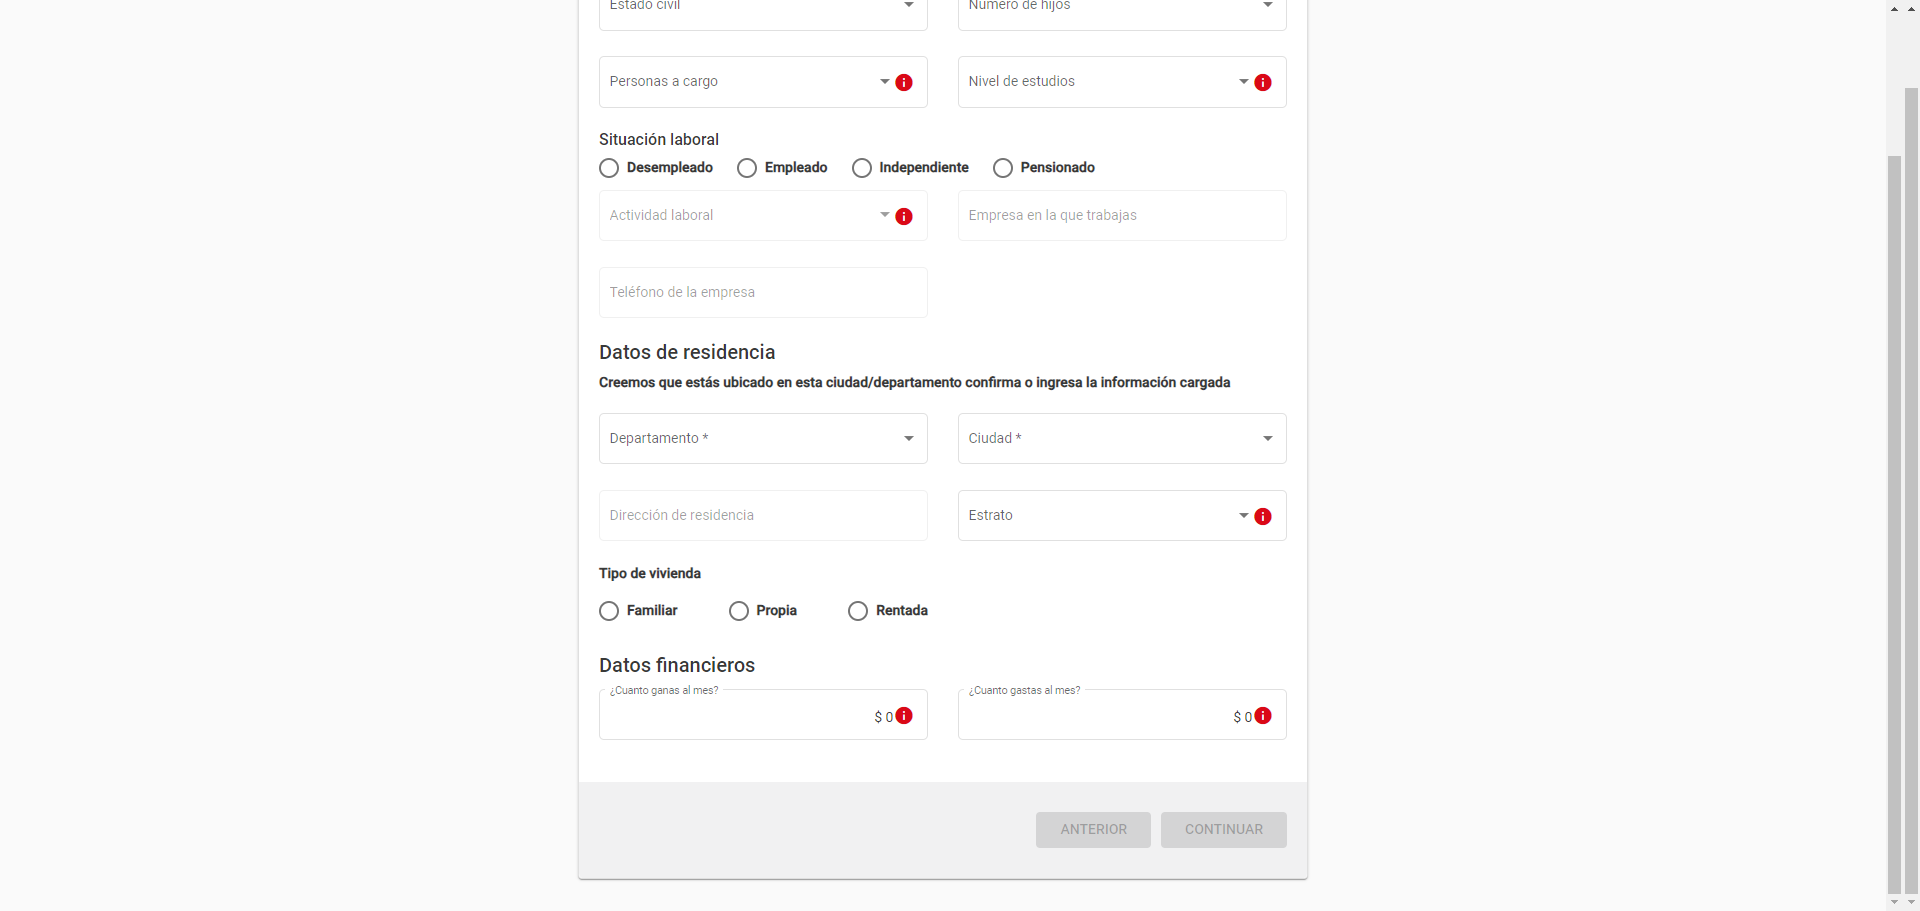 Estado civil
Número de hijos
Personas a cargo
Nivel de estudios
Situación laboral
Desempleado
Empleado
Independiente
Pensionado
Actividad laboral
Empresa en la que trabajas
Teléfono de la empresa
Datos de residencia
Creemos que estás ubicado en esta ciudad/departamento confirma o ingresa la información cargada
Departamento *
Ciudad *
Dirección de residencia
Estrato
Tipo de vivienda
Familiar
Propia
Rentada
Datos financieros
¿Cuanto ganas al mes?
¿Cuanto gastas al mes?
$ 0
$ 0
ANTERIOR
CONTINUAR